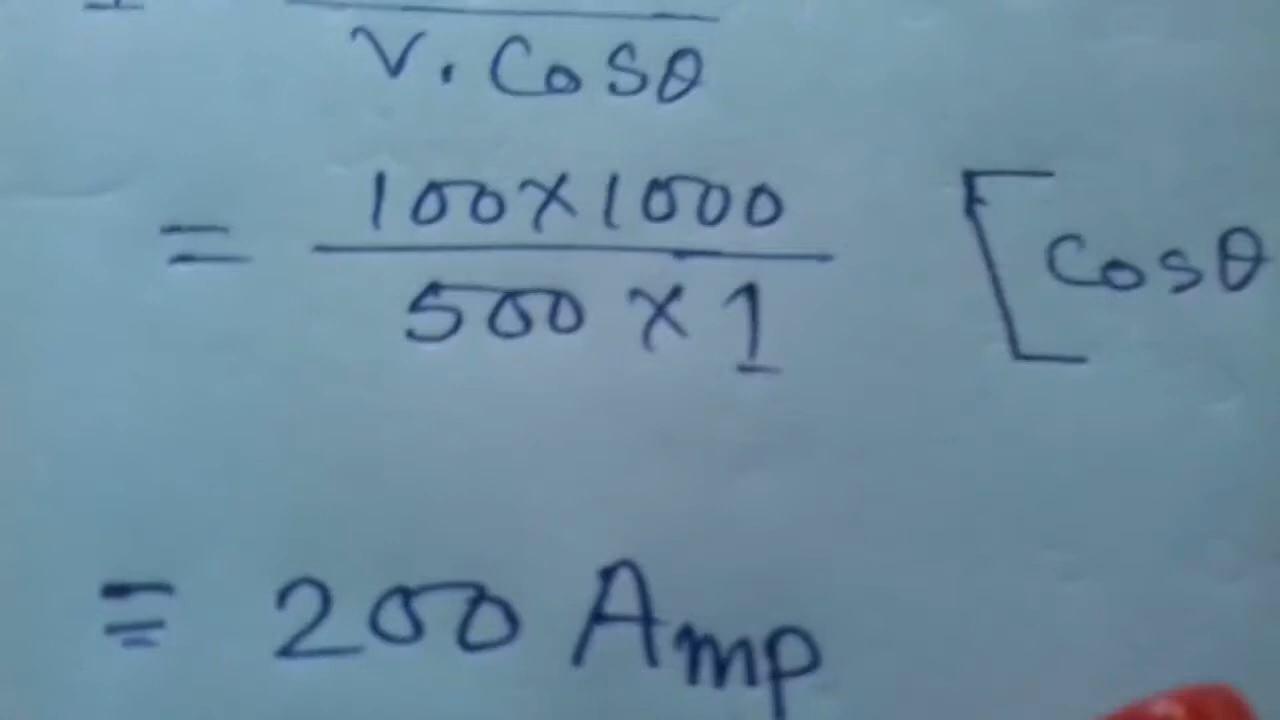 V. Cosθ
= 100×1000 / 500×1 [Cosθ
= 200 Amp